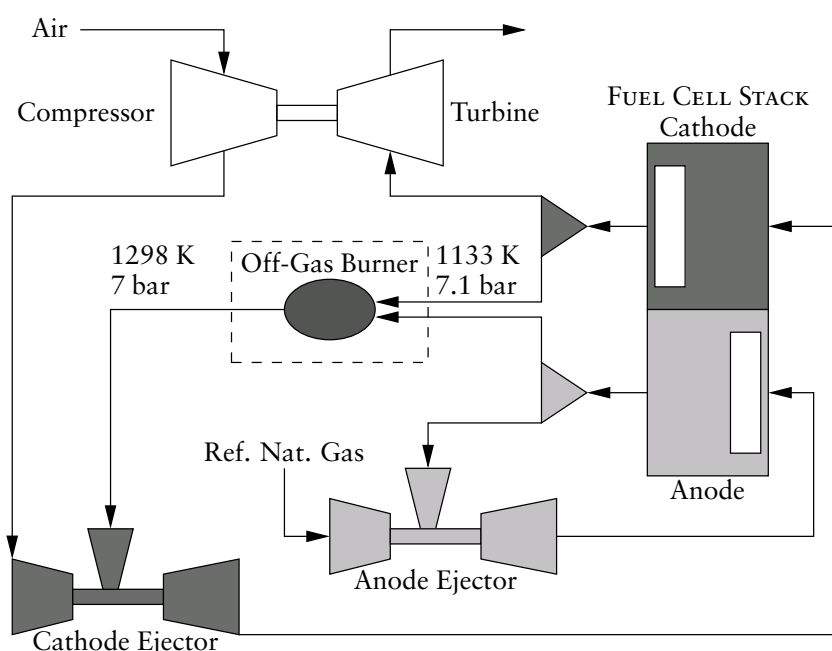 Air
Compressor
Turbine
FUEL CELL STACK
Cathode
1298 K
7 bar
Off-Gas Burner
1133 K
7.1 bar
Ref. Nat. Gas
Anode
Anode Ejector
Cathode Ejector